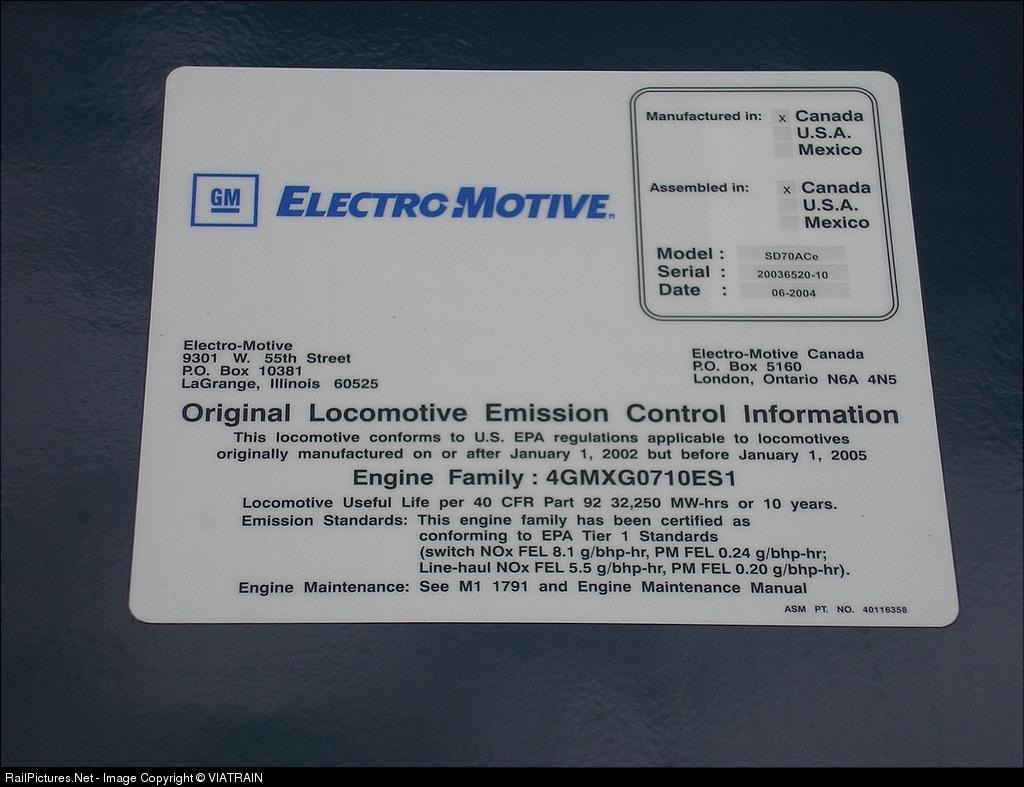 Manufactured in: x Canada
U.S.A.
Mexico
Assembled in: x Canada
U.S.A.
Mexico
Model : SD70ACe
Serial : 20036520-10
Date : 06-2004
GM ELECTRO-MOTIVE
Electro-Motive
9301 W. 55th Street
P.O. Box 10381
LaGrange, Illinois 60525
Electro-Motive Canada
P.O. Box 5160
London, Ontario N6A 4N5
Original Locomotive Emission Control Information
This locomotive conforms to U.S. EPA regulations applicable to locomotives
originally manufactured on or after January 1, 2002 but before January 1, 2005
Engine Family : 4GMXG0710ES1
Locomotive Useful Life per 40 CFR Part 92 32,250 MW-hrs or 10 years.
Emission Standards: This engine family has been certified as
conforming to EPA Tier 1 Standards
(switch NOx FEL 8.1 g/bhp-hr, PM FEL 0.24 g/bhp-hr;
Line-haul NOx FEL 5.5 g/bhp-hr, PM FEL 0.20 g/bhp-hr).
Engine Maintenance: See M1 1791 and Engine Maintenance Manual
ASM PT. NO. 40116358
RailPictures.Net - Image Copyright © VIATRAIN